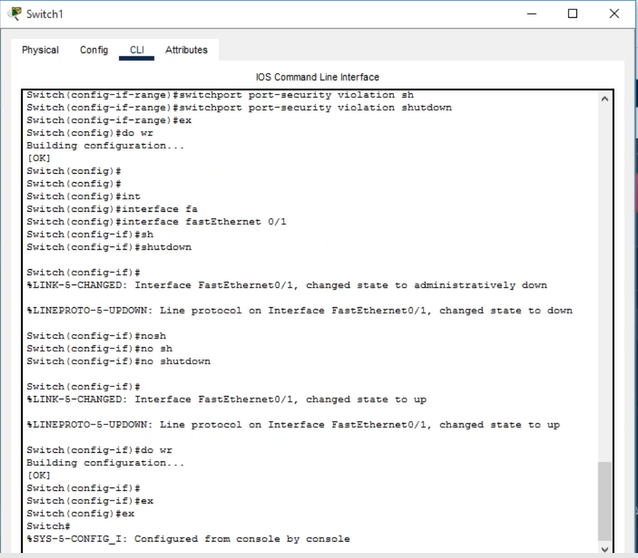 Switch1
Physical Config CLI Attributes
IOS Command Line Interface
Switch(config-if-range)#switchport port-security violation sh
Switch(config-if-range)#switchport port-security violation shutdown
Switch(config-if-range)#ex
Switch(config)#do wr
Building configuration...
[OK]
Switch(config)#
Switch(config)#
Switch(config)#int
Switch(config)#interface fa
Switch(config)#interface fastEthernet 0/1
Switch(config-if)#sh
Switch(config-if)#shutdown
Switch(config-if)#
%LINK-5-CHANGED: Interface FastEthernet0/1, changed state to administratively down
%LINEPROTO-5-UPDOWN: Line protocol on Interface FastEthernet0/1, changed state to down
Switch(config-if)#nosh
Switch(config-if)#no sh
Switch(config-if)#no shutdown
Switch(config-if)#
%LINK-5-CHANGED: Interface FastEthernet0/1, changed state to up
%LINEPROTO-5-UPDOWN: Line protocol on Interface FastEthernet0/1, changed state to up
Switch(config-if)#do wr
Building configuration...
[OK]
Switch(config-if)#
Switch(config-if)#ex
Switch(config)#ex
Switch#
%SYS-5-CONFIG_I: Configured from console by console